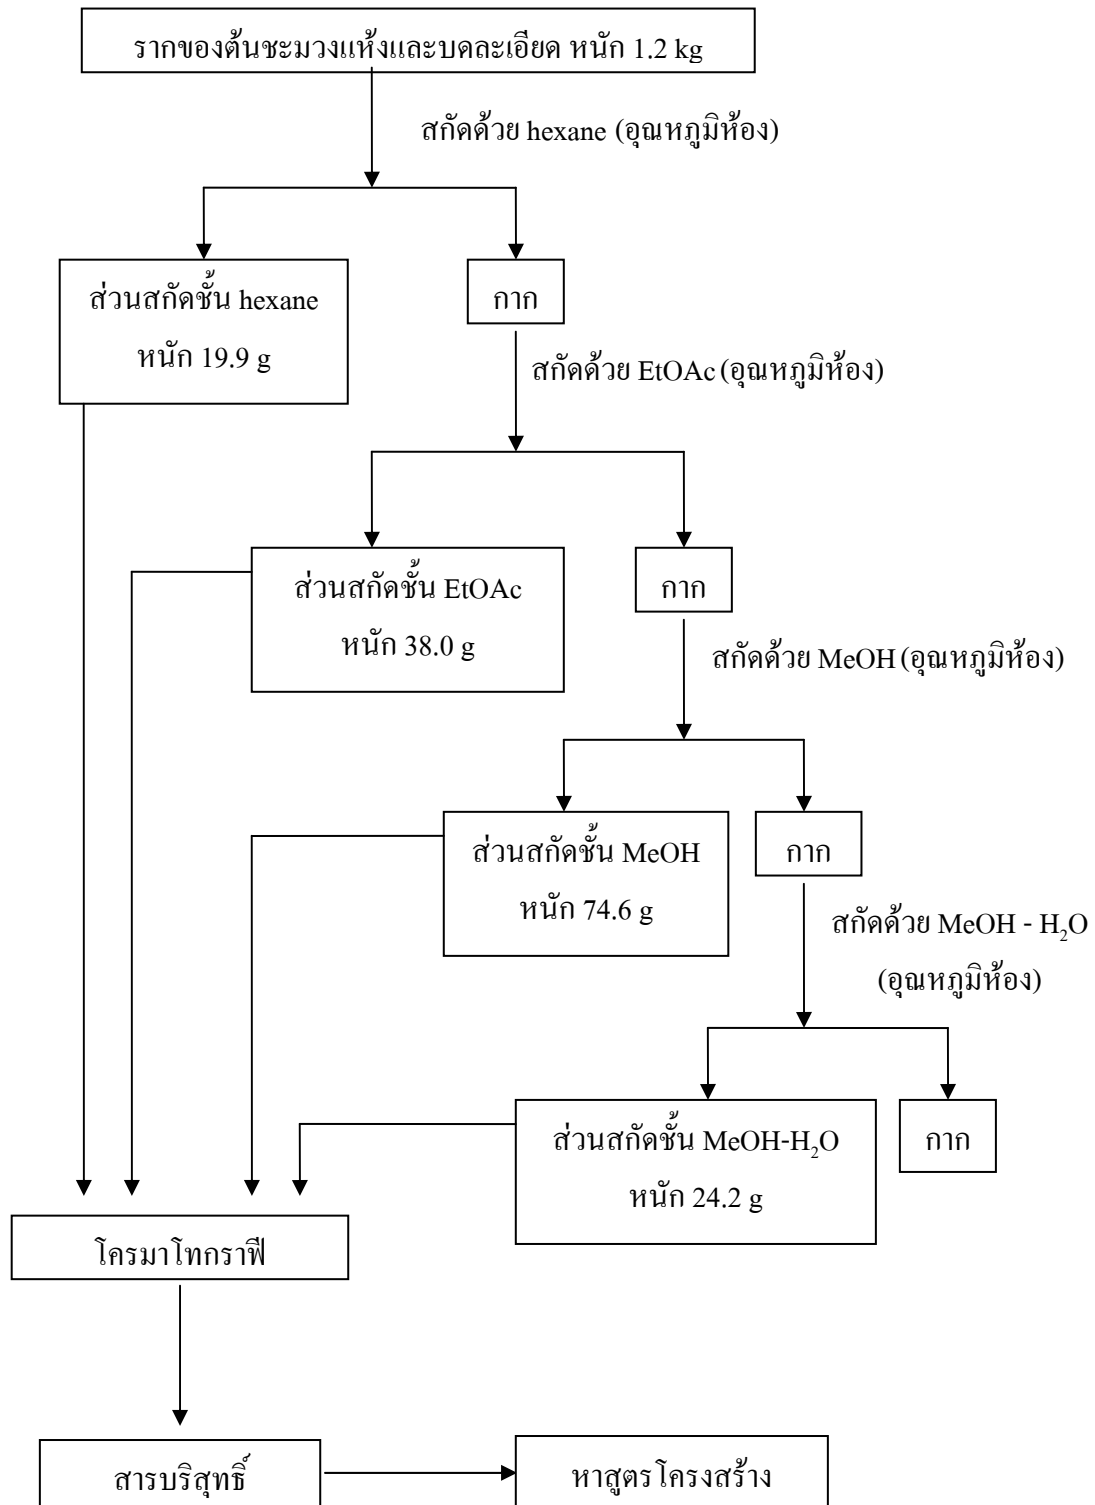 รากของต้นชะมวงแห้งและบดละเอียด หนัก 1.2 kg
สกัดด้วย hexane (อุณหภูมิห้อง)
ส่วนสกัดชั้น hexane
หนัก 19.9 g
กาก
สกัดด้วย EtOAc (อุณหภูมิห้อง)
ส่วนสกัดชั้น EtOAc
หนัก 38.0 g
กาก
สกัดด้วย MeOH (อุณหภูมิห้อง)
ส่วนสกัดชั้น MeOH
หนัก 74.6 g
กาก
สกัดด้วย MeOH - H₂O
(อุณหภูมิห้อง)
ส่วนสกัดชั้น MeOH-H₂O
หนัก 24.2 g
กาก
โครมาโทกราฟี
สารบริสุทธิ์
หาสูตรโครงสร้าง